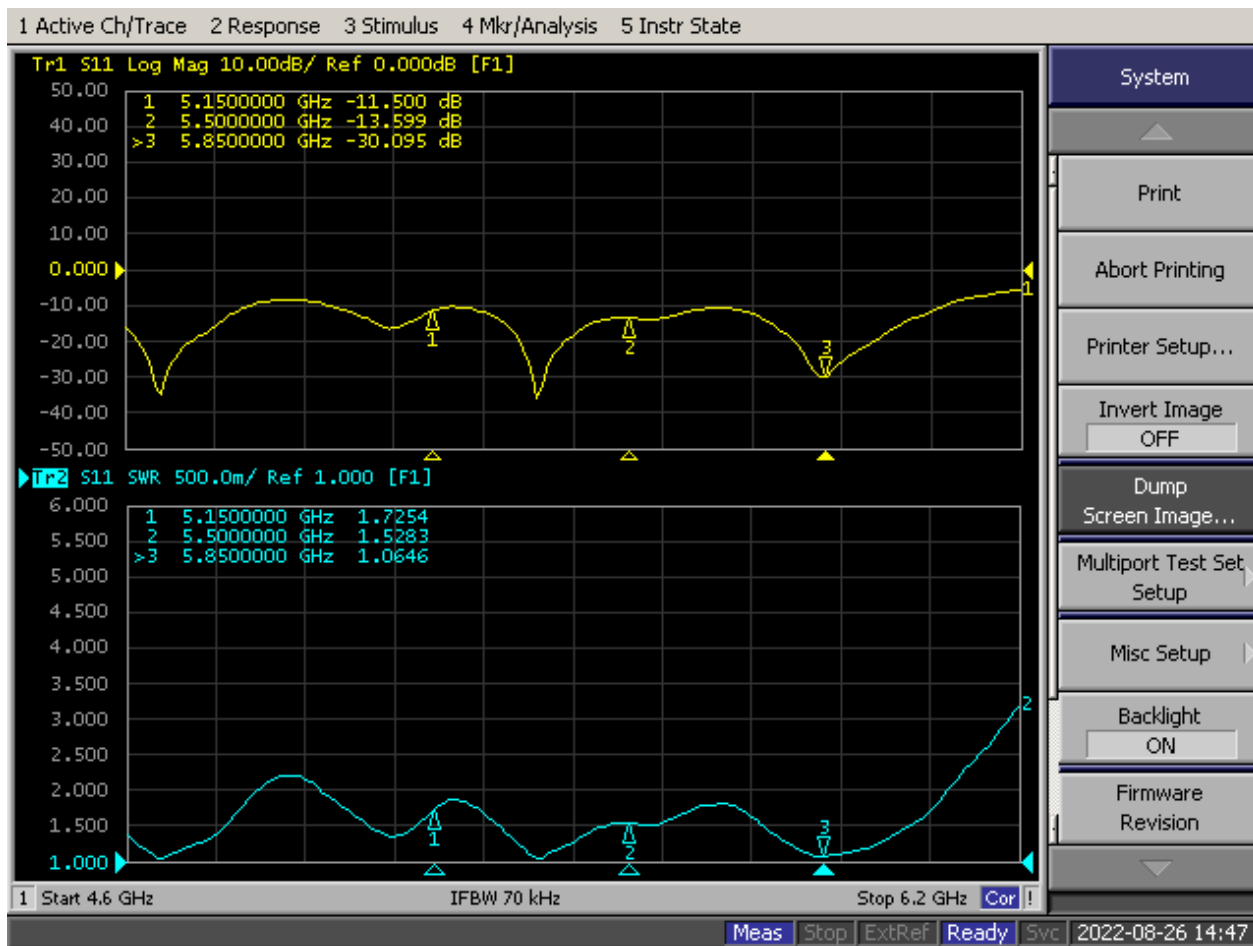 1 Active Ch/Trace 2 Response 3 Stimulus 4 Mkr/Analysis 5 Instr State
Tr1 S11 Log Mag 10.00dB/ Ref 0.000dB [F1]
50.00
40.00
30.00
20.00
10.00
0.000
-10.00
-20.00
-30.00
-40.00
-50.00
1 5.1500000 GHz -11.500 dB
2 5.5000000 GHz -13.599 dB
>3 5.8500000 GHz -30.095 dB
1
2
3
1
Tr2 S11 SWR 500.0m/ Ref 1.000 [F1]
6.000
5.500
5.000
4.500
4.000
3.500
3.000
2.500
2.000
1.500
1.000
1 5.1500000 GHz 1.7254
2 5.5000000 GHz 1.5283
>3 5.8500000 GHz 1.0646
1
2
3
2
1 Start 4.6 GHz IFBW 70 kHz Stop 6.2 GHz Cor !
System
Print
Abort Printing
Printer Setup...
Invert Image
OFF
Dump
Screen Image...
Multiport Test Set
Setup
Misc Setup
Backlight
ON
Firmware
Revision
Meas Stop ExtRef Ready Svc 2022-08-26 14:47